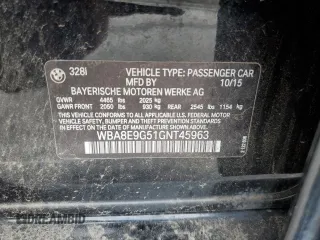 328i VEHICLE TYPE: PASSENGER CAR
MFD BY 10/15
BAYERISCHE MOTOREN WERKE AG
GVWR 4465 lbs 2025 kg
GAWR FRONT 2050 lbs 930 kg REAR 2545 lbs 1154 kg
THIS VEHICLE CONFORMS TO ALL APPLICABLE
U.S. FEDERAL MOTOR VEHICLE SAFETY, BUMPER,
AND THEFT PREVENTION STANDARDS IN EFFECT
ON THE DATE OF MANUFACTURE SHOWN ABOVE.
WBA8E9G51GNT45963